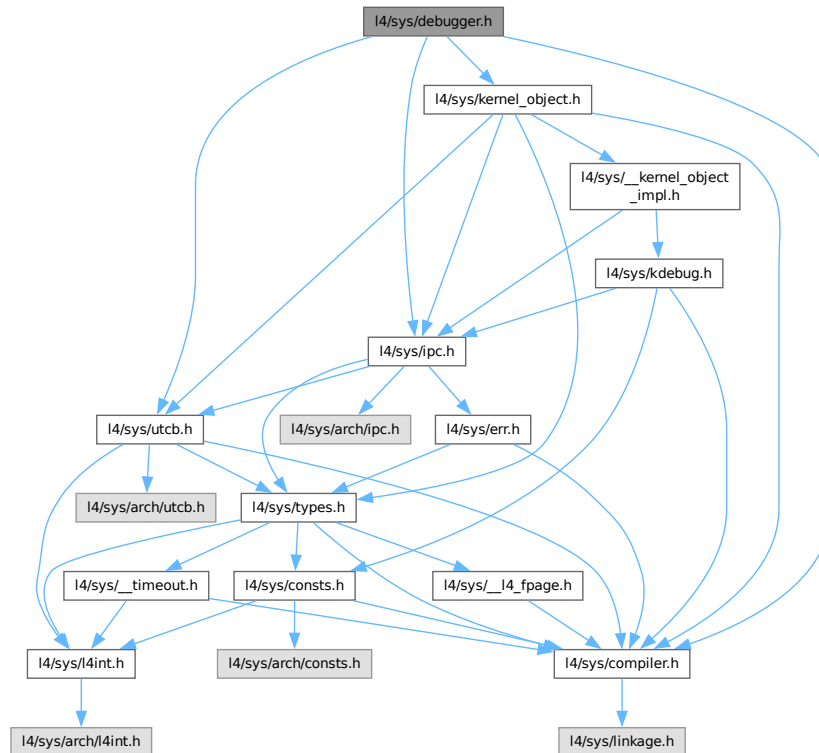 l4/sys/debugger.h
l4/sys/kernel_object.h
l4/sys/__kernel_object
_impl.h
l4/sys/kdebug.h
l4/sys/ipc.h
l4/sys/utcb.h
l4/sys/arch/ipc.h
l4/sys/err.h
l4/sys/arch/utcb.h
l4/sys/types.h
l4/sys/__timeout.h
l4/sys/consts.h
l4/sys/__l4_fpage.h
l4/sys/l4int.h
l4/sys/arch/consts.h
l4/sys/compiler.h
l4/sys/arch/l4int.h
l4/sys/linkage.h